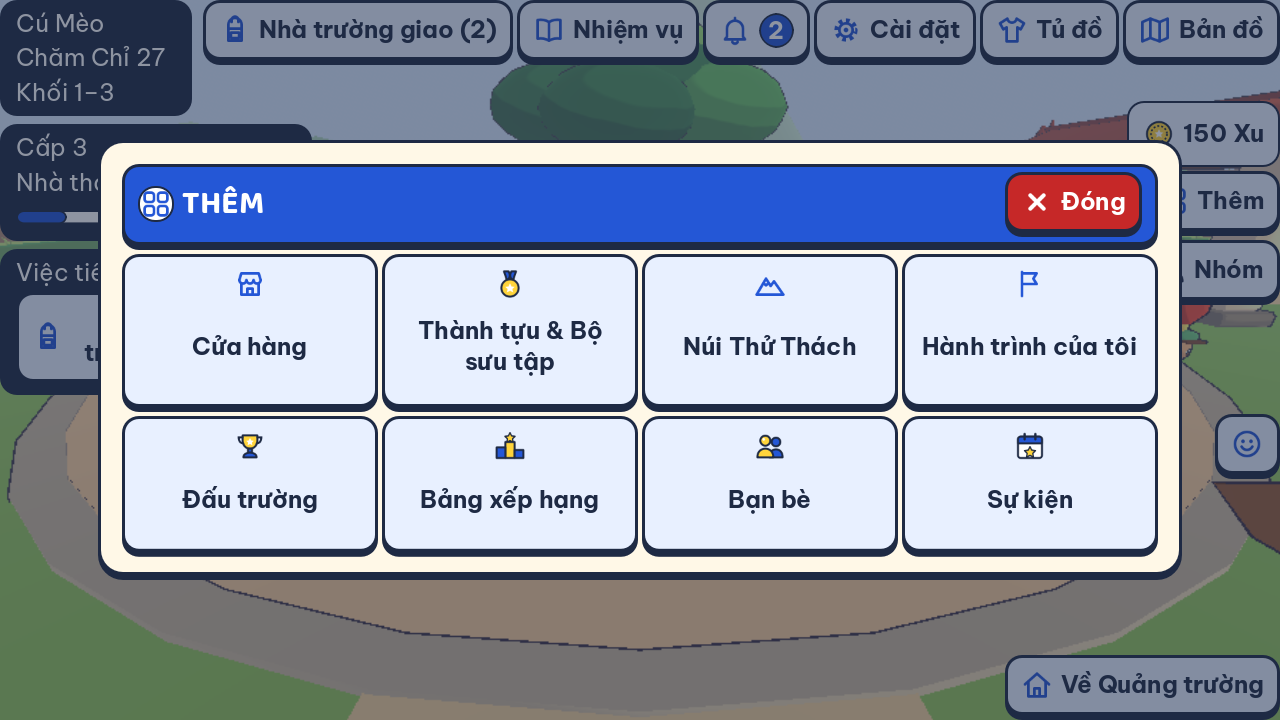 Cú Mèo
Chăm Chỉ 27
Khối 1–3
Nhà trường giao (2)
Nhiệm vụ
2
Cài đặt
Tủ đồ
Bản đồ
Cấp 3
Nhà
150 Xu
Thêm
Nhóm
Việc
THÊM
Đóng
Cửa hàng
Thành tựu & Bộ
sưu tập
Núi Thử Thách
Hành trình của tôi
Đấu trường
Bảng xếp hạng
Bạn bè
Sự kiện
Về Quảng trường